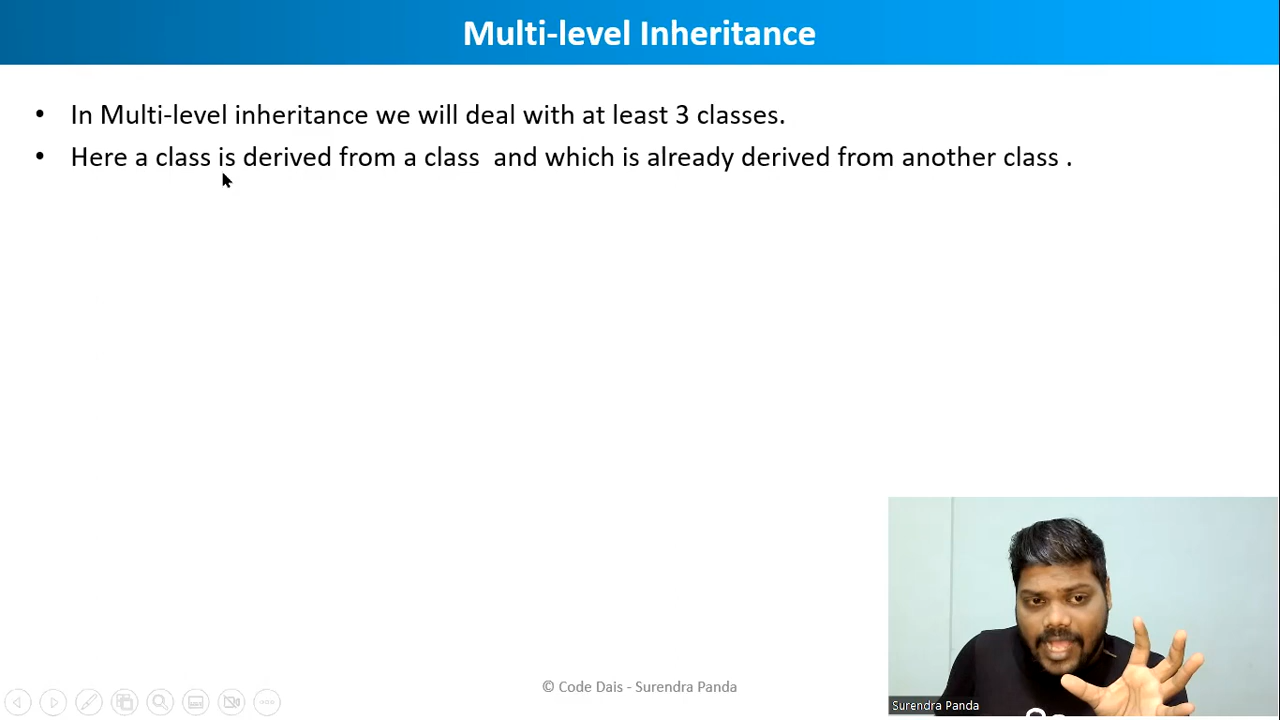 Multi-level Inheritance
• In Multi-level inheritance we will deal with at least 3 classes.
• Here a class is derived from a class  and which is already derived from another class .
© Code Dais - Surendra Panda
Surendra Panda